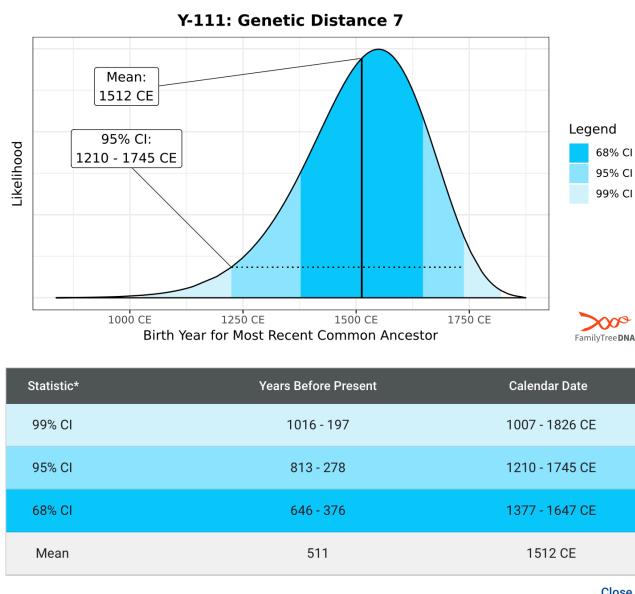 Y-111: Genetic Distance 7
Mean:
1512 CE
95% CI:
1210 - 1745 CE
Likelihood
1000 CE 1250 CE 1500 CE 1750 CE
Birth Year for Most Recent Common Ancestor
Legend
68% CI
95% CI
99% CI
FamilyTreeDNA
Statistic* Years Before Present Calendar Date
99% CI 1016 - 197 1007 - 1826 CE
95% CI 813 - 278 1210 - 1745 CE
68% CI 646 - 376 1377 - 1647 CE
Mean 511 1512 CE
Close